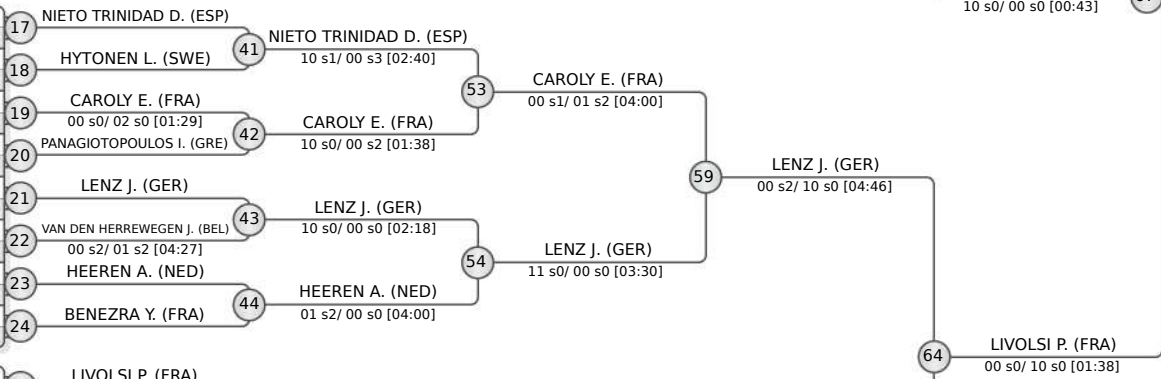 10 s0/ 00 s0 [00:43]
17
NIETO TRINIDAD D. (ESP)
18
HYTONEN L. (SWE)
41
NIETO TRINIDAD D. (ESP)
10 s1/ 00 s3 [02:40]
19
CAROLY E. (FRA)
00 s0/ 02 s0 [01:29]
20
PANAGIOTOPOULOS I. (GRE)
42
CAROLY E. (FRA)
10 s0/ 00 s2 [01:38]
53
CAROLY E. (FRA)
00 s1/ 01 s2 [04:00]
21
LENZ J. (GER)
22
VAN DEN HERREWEGEN J. (BEL)
00 s2/ 01 s2 [04:27]
43
LENZ J. (GER)
10 s0/ 00 s0 [02:18]
23
HEEREN A. (NED)
24
BENEZRA Y. (FRA)
44
HEEREN A. (NED)
01 s2/ 00 s0 [04:00]
54
LENZ J. (GER)
11 s0/ 00 s0 [03:30]
59
LENZ J. (GER)
00 s2/ 10 s0 [04:46]
64
LIVOLSI P. (FRA)
00 s0/ 10 s0 [01:38]
LIVOLSI P. (FRA)